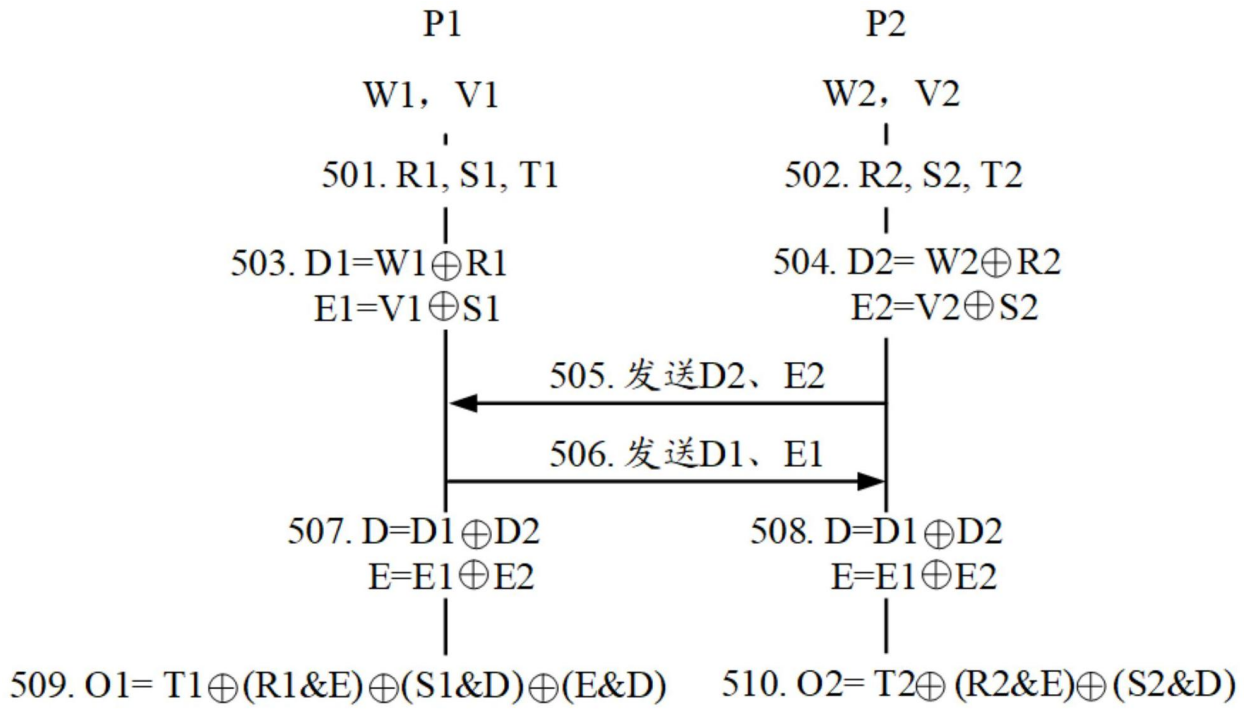 P1
P2
W1，V1
W2，V2
501. R1, S1, T1
502. R2, S2, T2
503. D1=W1⊕R1
E1=V1⊕S1
504. D2= W2⊕R2
E2=V2⊕S2
505. 发送D2、E2
506. 发送D1、E1
507. D=D1⊕D2
E=E1⊕E2
508. D=D1⊕D2
E=E1⊕E2
509. O1= T1⊕(R1&E)⊕(S1&D)⊕(E&D)
510. O2= T2⊕ (R2&E)⊕ (S2&D)